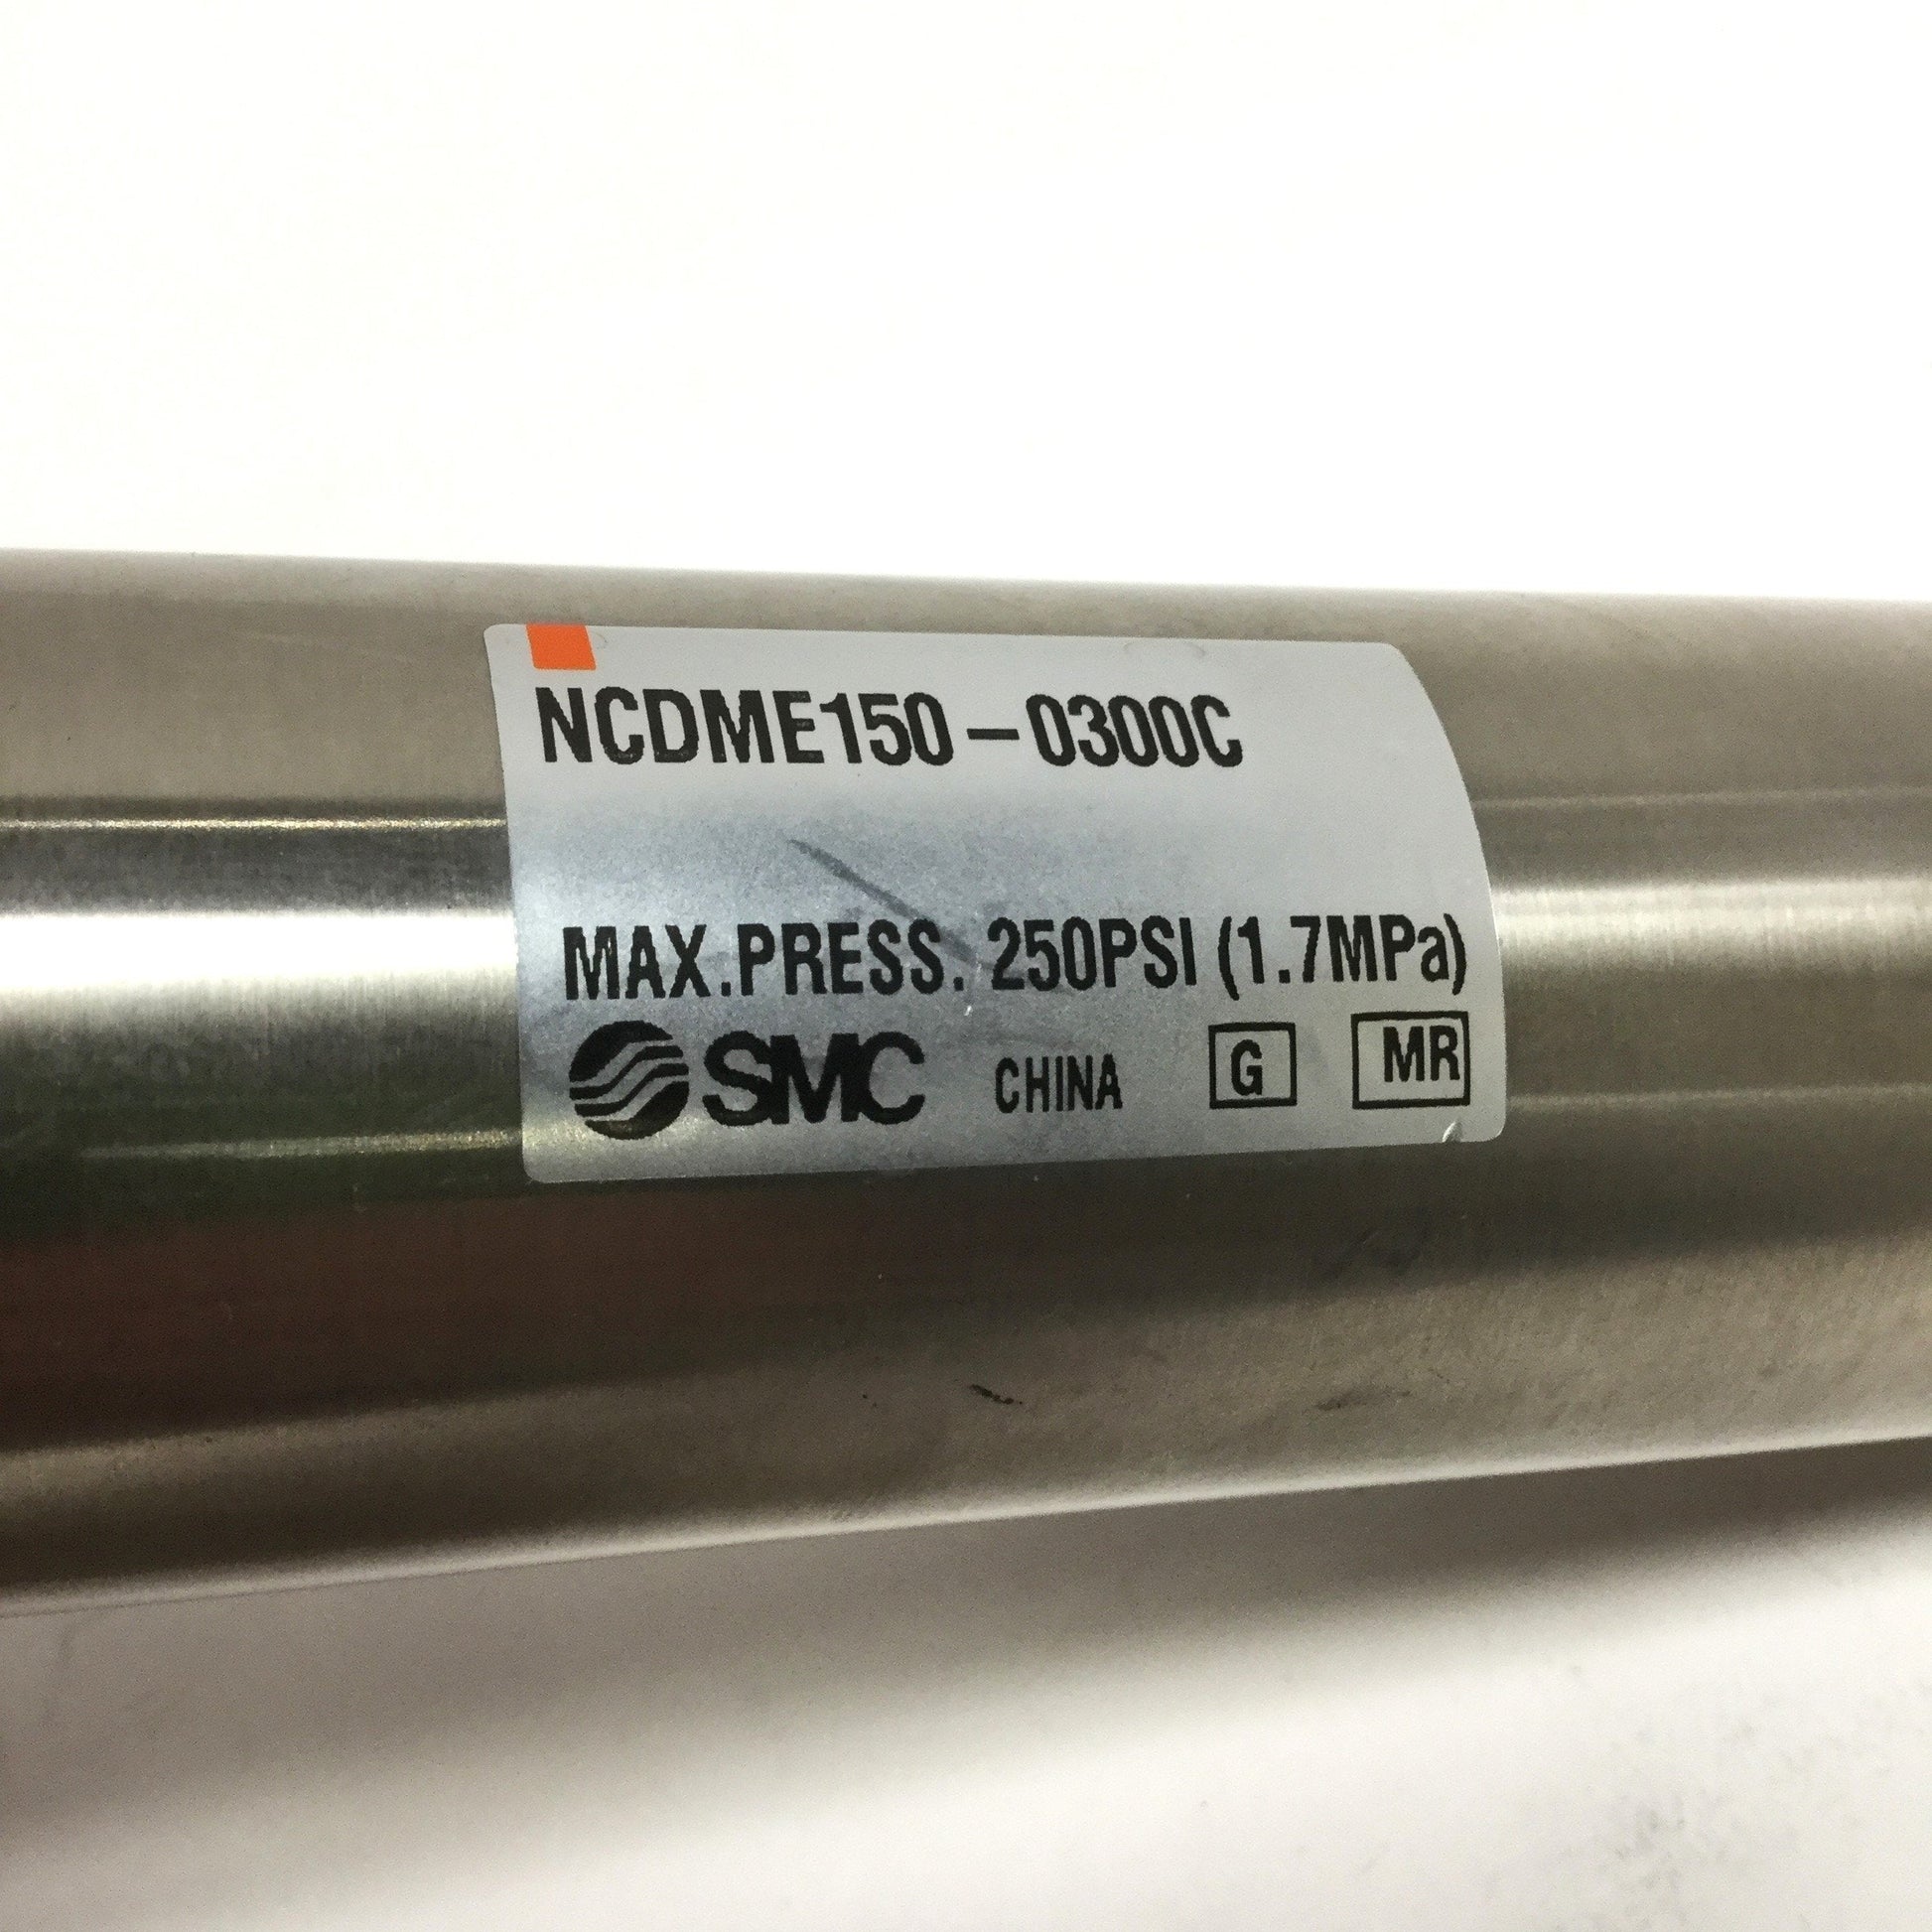 NCDME150-0300C
MAX.PRESS. 250PSI (1.7MPa)
SMC CHINA G MR